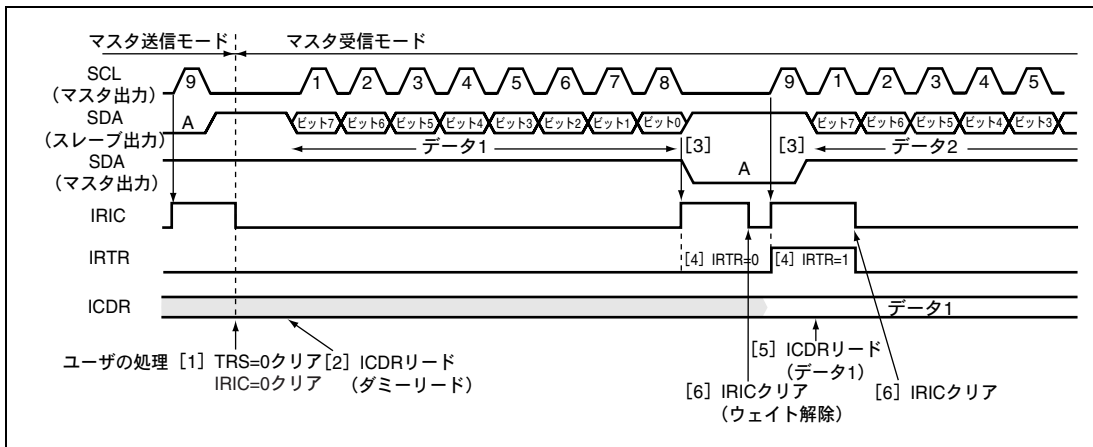 マスタ送信モード マスタ受信モード
SCL
（マスタ出力）
9 1 2 3 4 5 6 7 8 9 1 2 3 4 5
SDA
（スレーブ出力）
A ビット7 ビット6 ビット5 ビット4 ビット3 ビット2 ビット1 ビット0 ビット7 ビット6 ビット5 ビット4 ビット3
データ1 [3] [3] データ2
SDA
（マスタ出力）
A
IRIC
IRTR
[4] IRTR=0 [4] IRTR=1
ICDR
データ1
ユーザの処理 [1] TRS=0クリア
IRIC=0クリア
[2] ICDRリード
（ダミーリード）
[5] ICDRリード
（データ1）
[6] IRICクリア
（ウェイト解除）
[6] IRICクリア